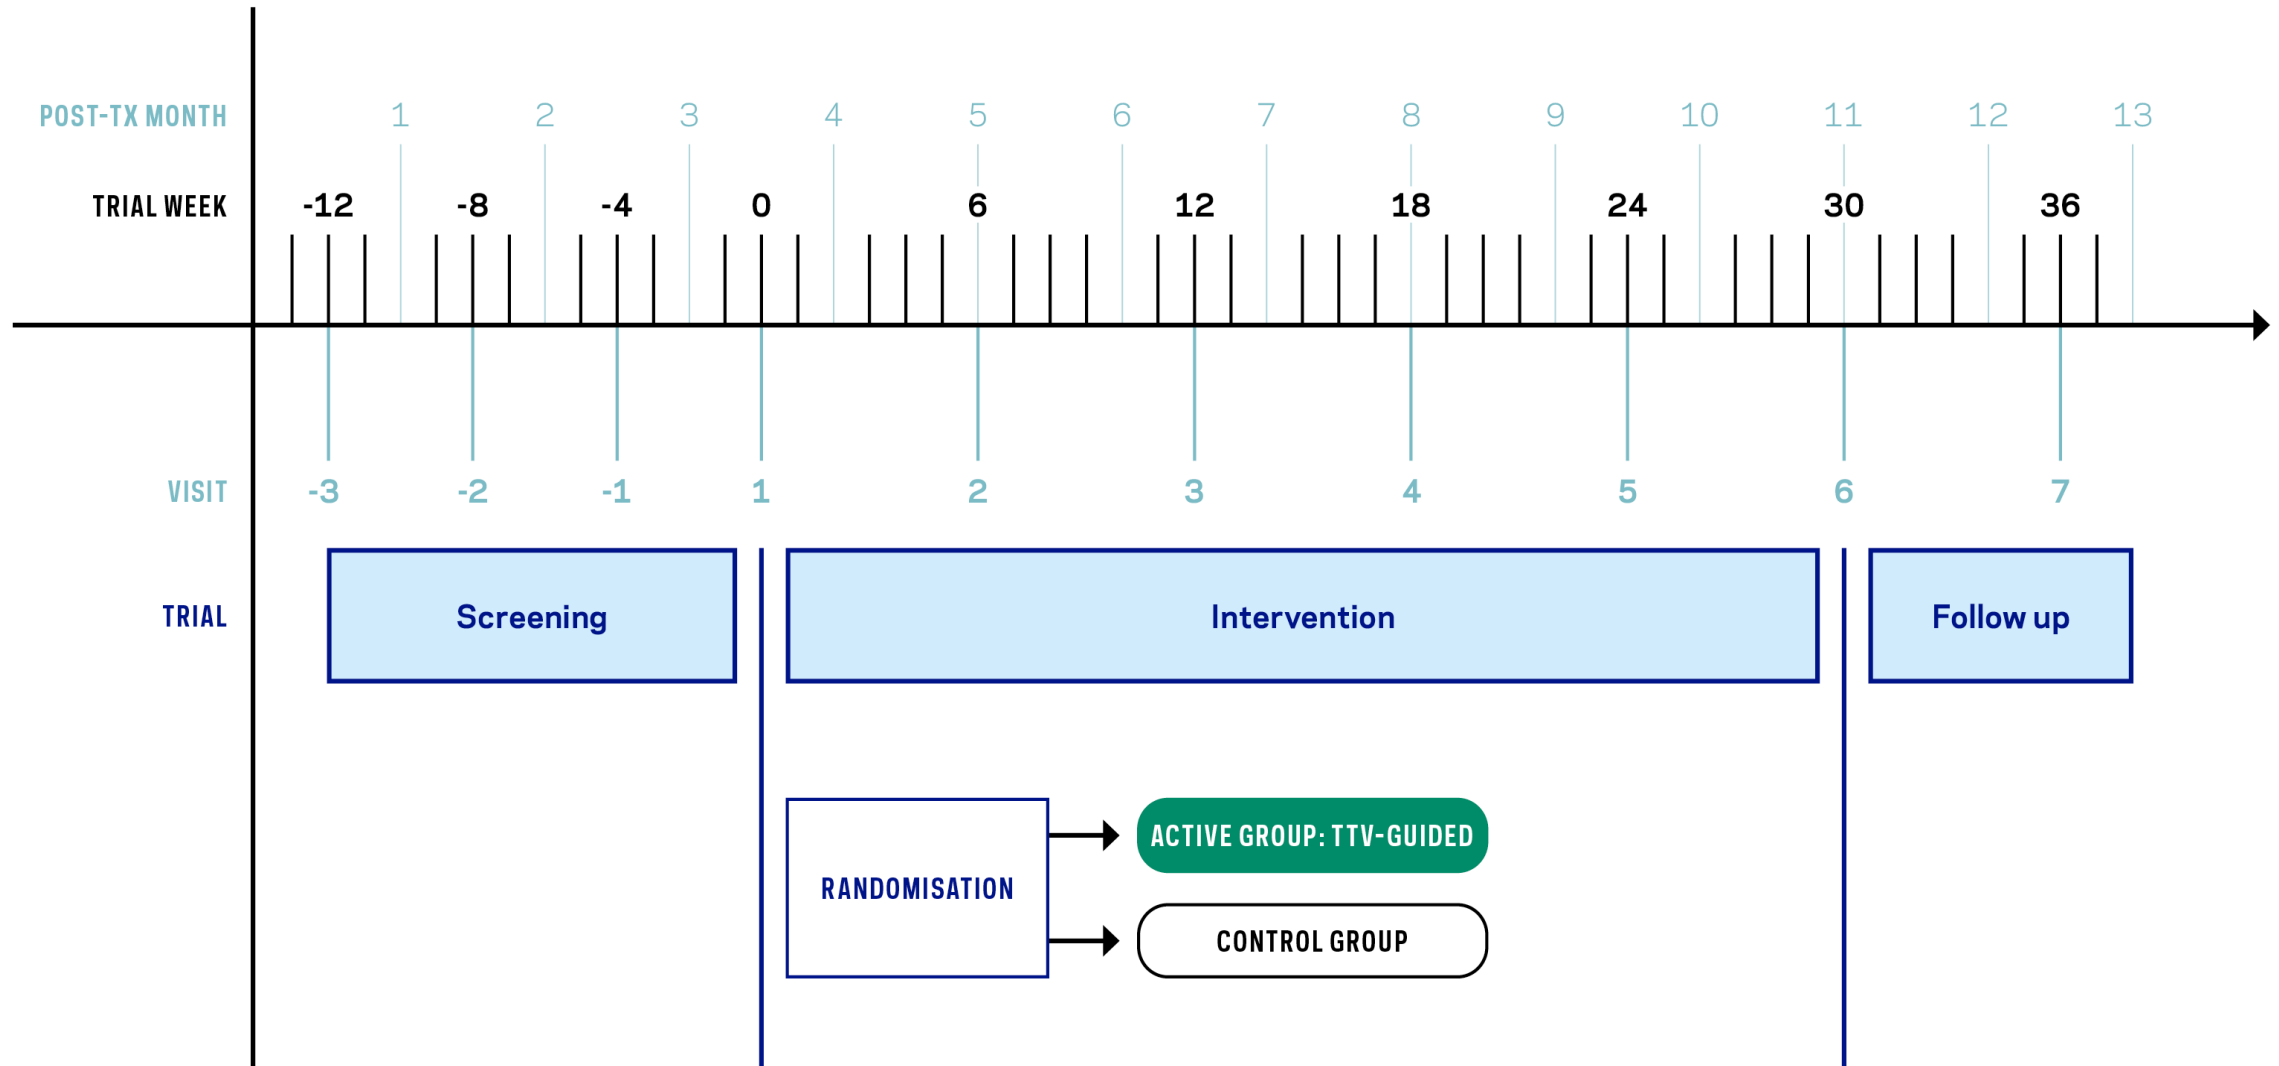 POST-TX MONTH 1 2 3 4 5 6 7 8 9 10 11 12 13
TRIAL WEEK -12 -8 -4 0 6 12 18 24 30 36
VISIT -3 -2 -1 1 2 3 4 5 6 7
TRIAL Screening Intervention Follow up
RANDOMISATION
ACTIVE GROUP: TTV-GUIDED
CONTROL GROUP